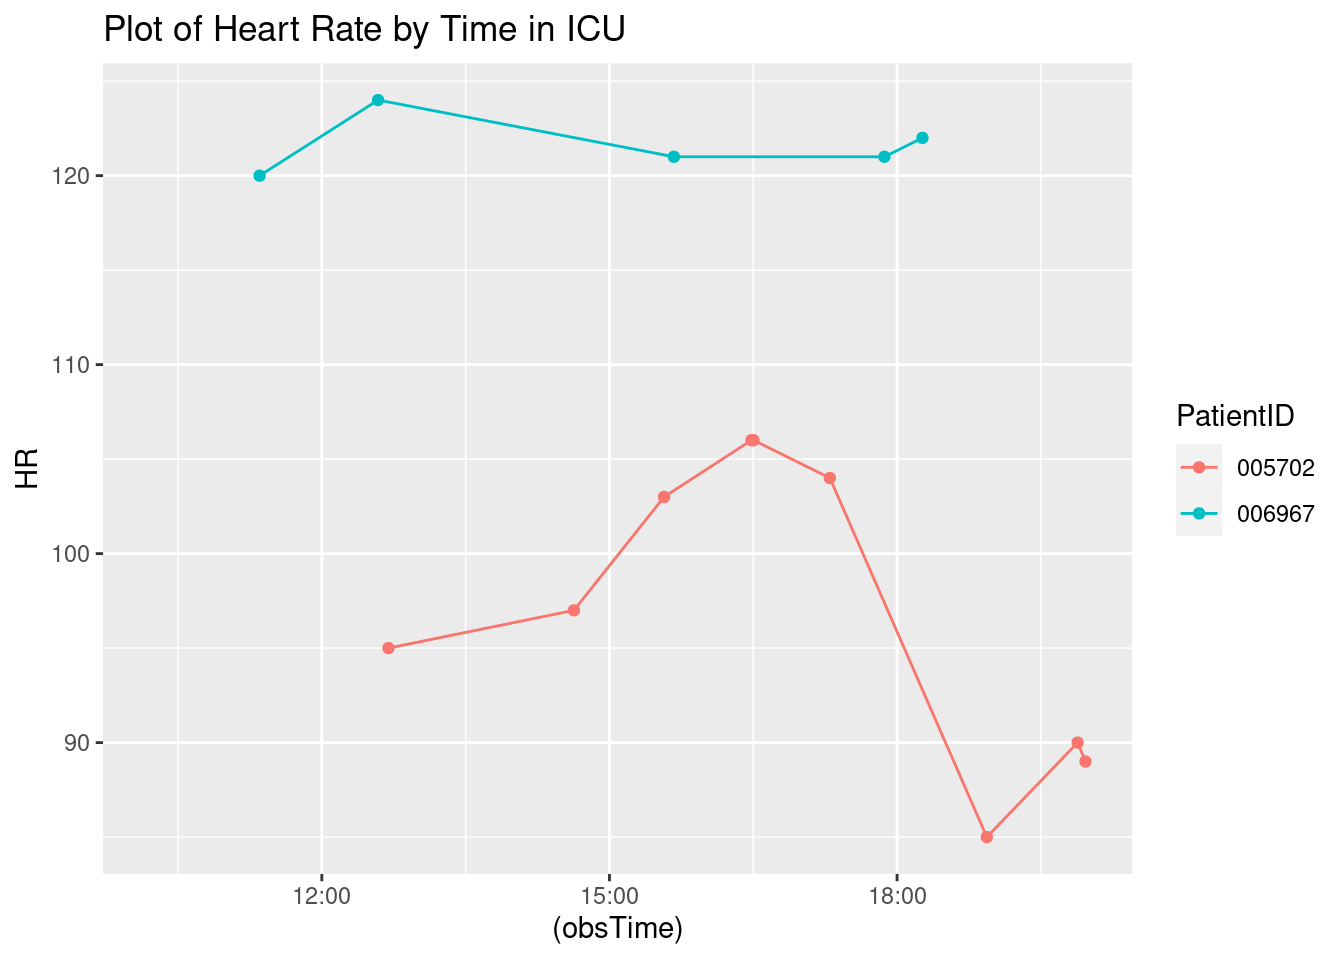 Plot of Heart Rate by Time in ICU
120
110
100
90
HR
12:00
15:00
18:00
(obsTime)
PatientID
005702
006967